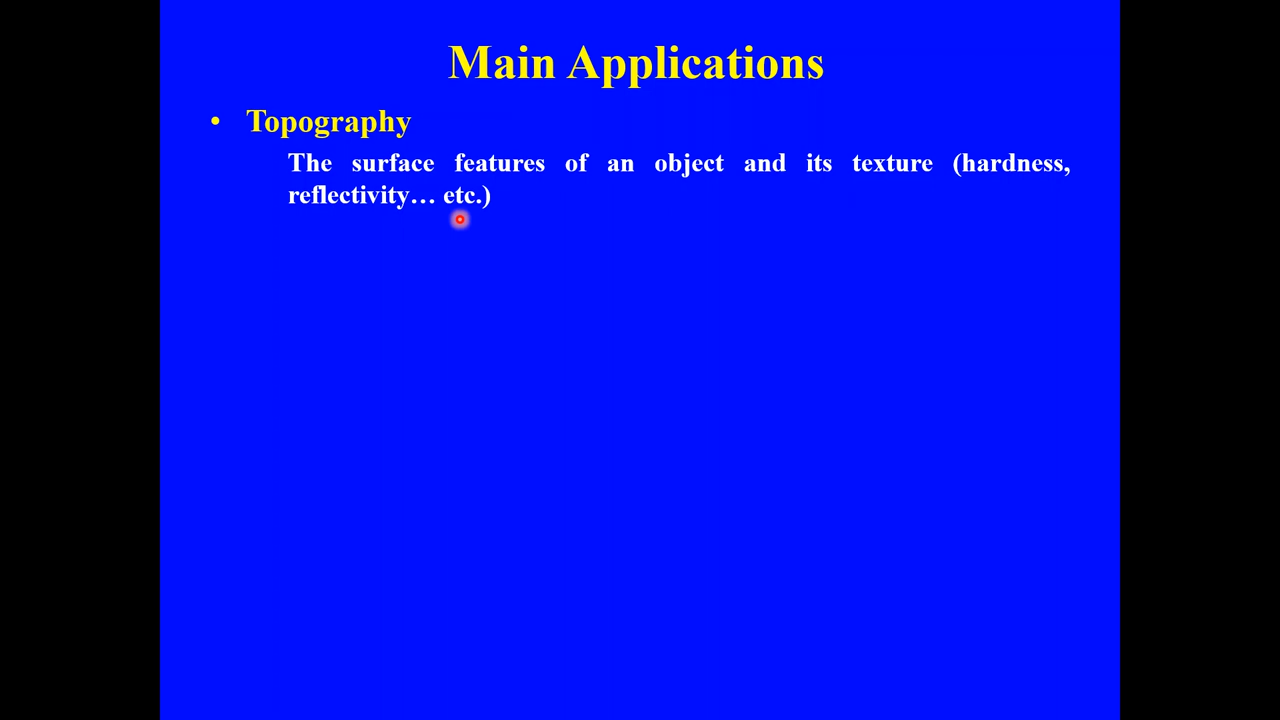 Main Applications
• Topography
The surface features of an object and its texture (hardness,
reflectivity… etc.)